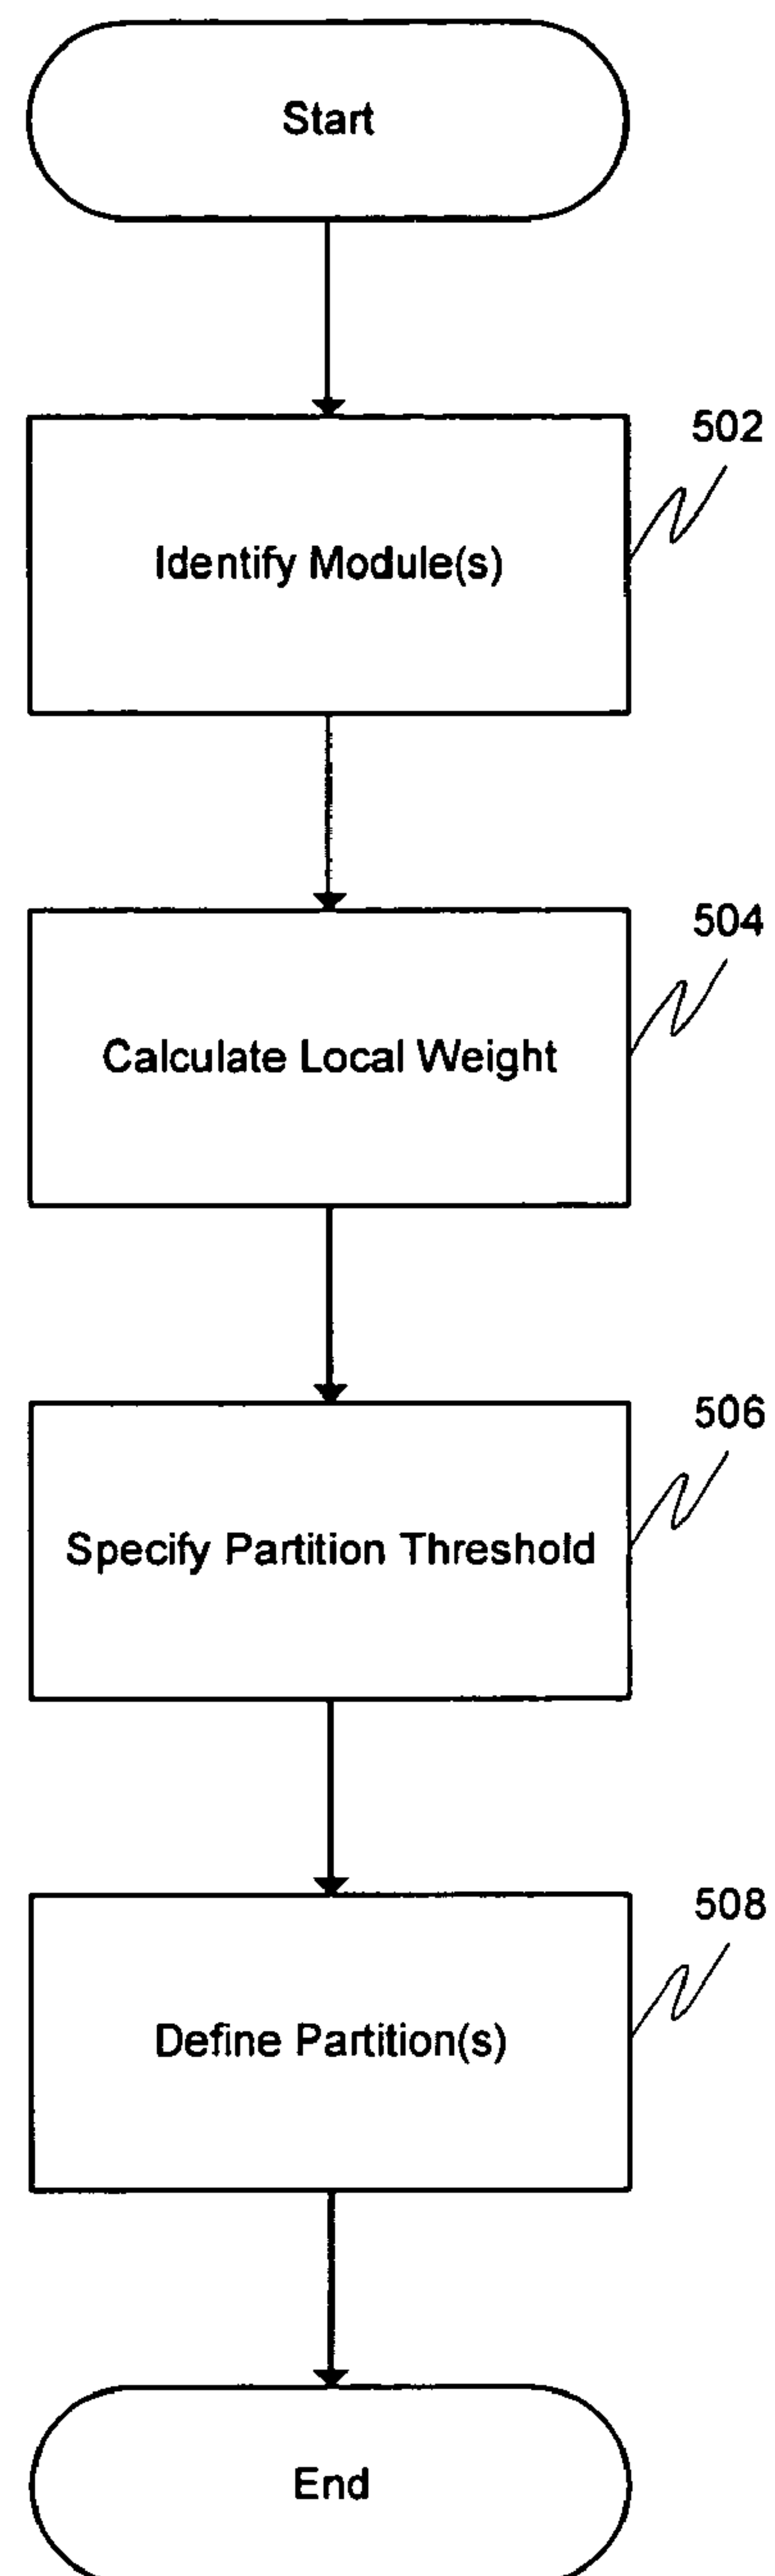 Start
502
Identify Module(s)
504
Calculate Local Weight
506
Specify Partition Threshold
508
Define Partition(s)
End